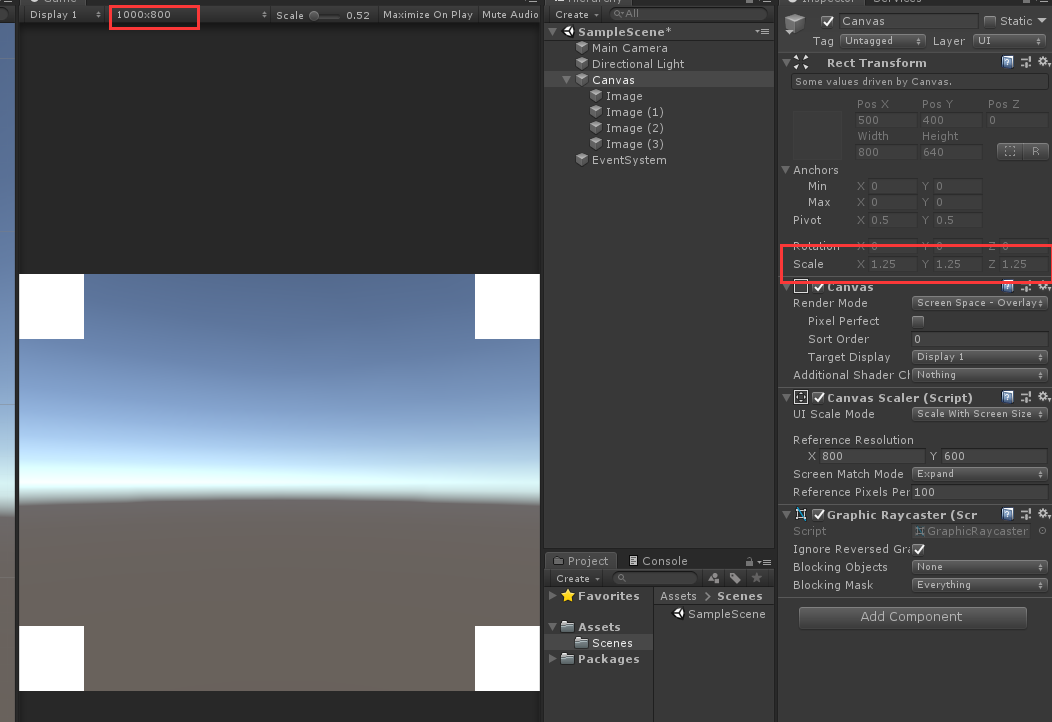 Display 1
1000x800
Scale 0.52
Maximize On Play
Mute Audio
Create
All
SampleScene*
Main Camera
Directional Light
Canvas
Image
Image (1)
Image (2)
Image (3)
EventSystem
Project
Console
Create
Favorites
Assets
Scenes
Packages
Assets > Scenes
SampleScene
Inspector
Services
Canvas
Static
Tag Untagged Layer UI
Rect Transform
Some values driven by Canvas.
Pos X Pos Y Pos Z
500 400 0
Width Height
800 640
R
Anchors
Min X 0 Y 0
Max X 0 Y 0
Pivot X 0.5 Y 0.5
Rotation X 0 Y 0 Z 0
Scale X 1.25 Y 1.25 Z 1.25
Canvas
Render Mode Screen Space - Overlay
Pixel Perfect
Sort Order 0
Target Display Display 1
Additional Shader Ch Nothing
Canvas Scaler (Script)
UI Scale Mode Scale With Screen Size
Reference Resolution
X 800 Y 600
Screen Match Mode Expand
Reference Pixels Per 100
Graphic Raycaster (Scr
Script GraphicRaycaster
Ignore Reversed Gra
Blocking Objects None
Blocking Mask Everything
Add Component